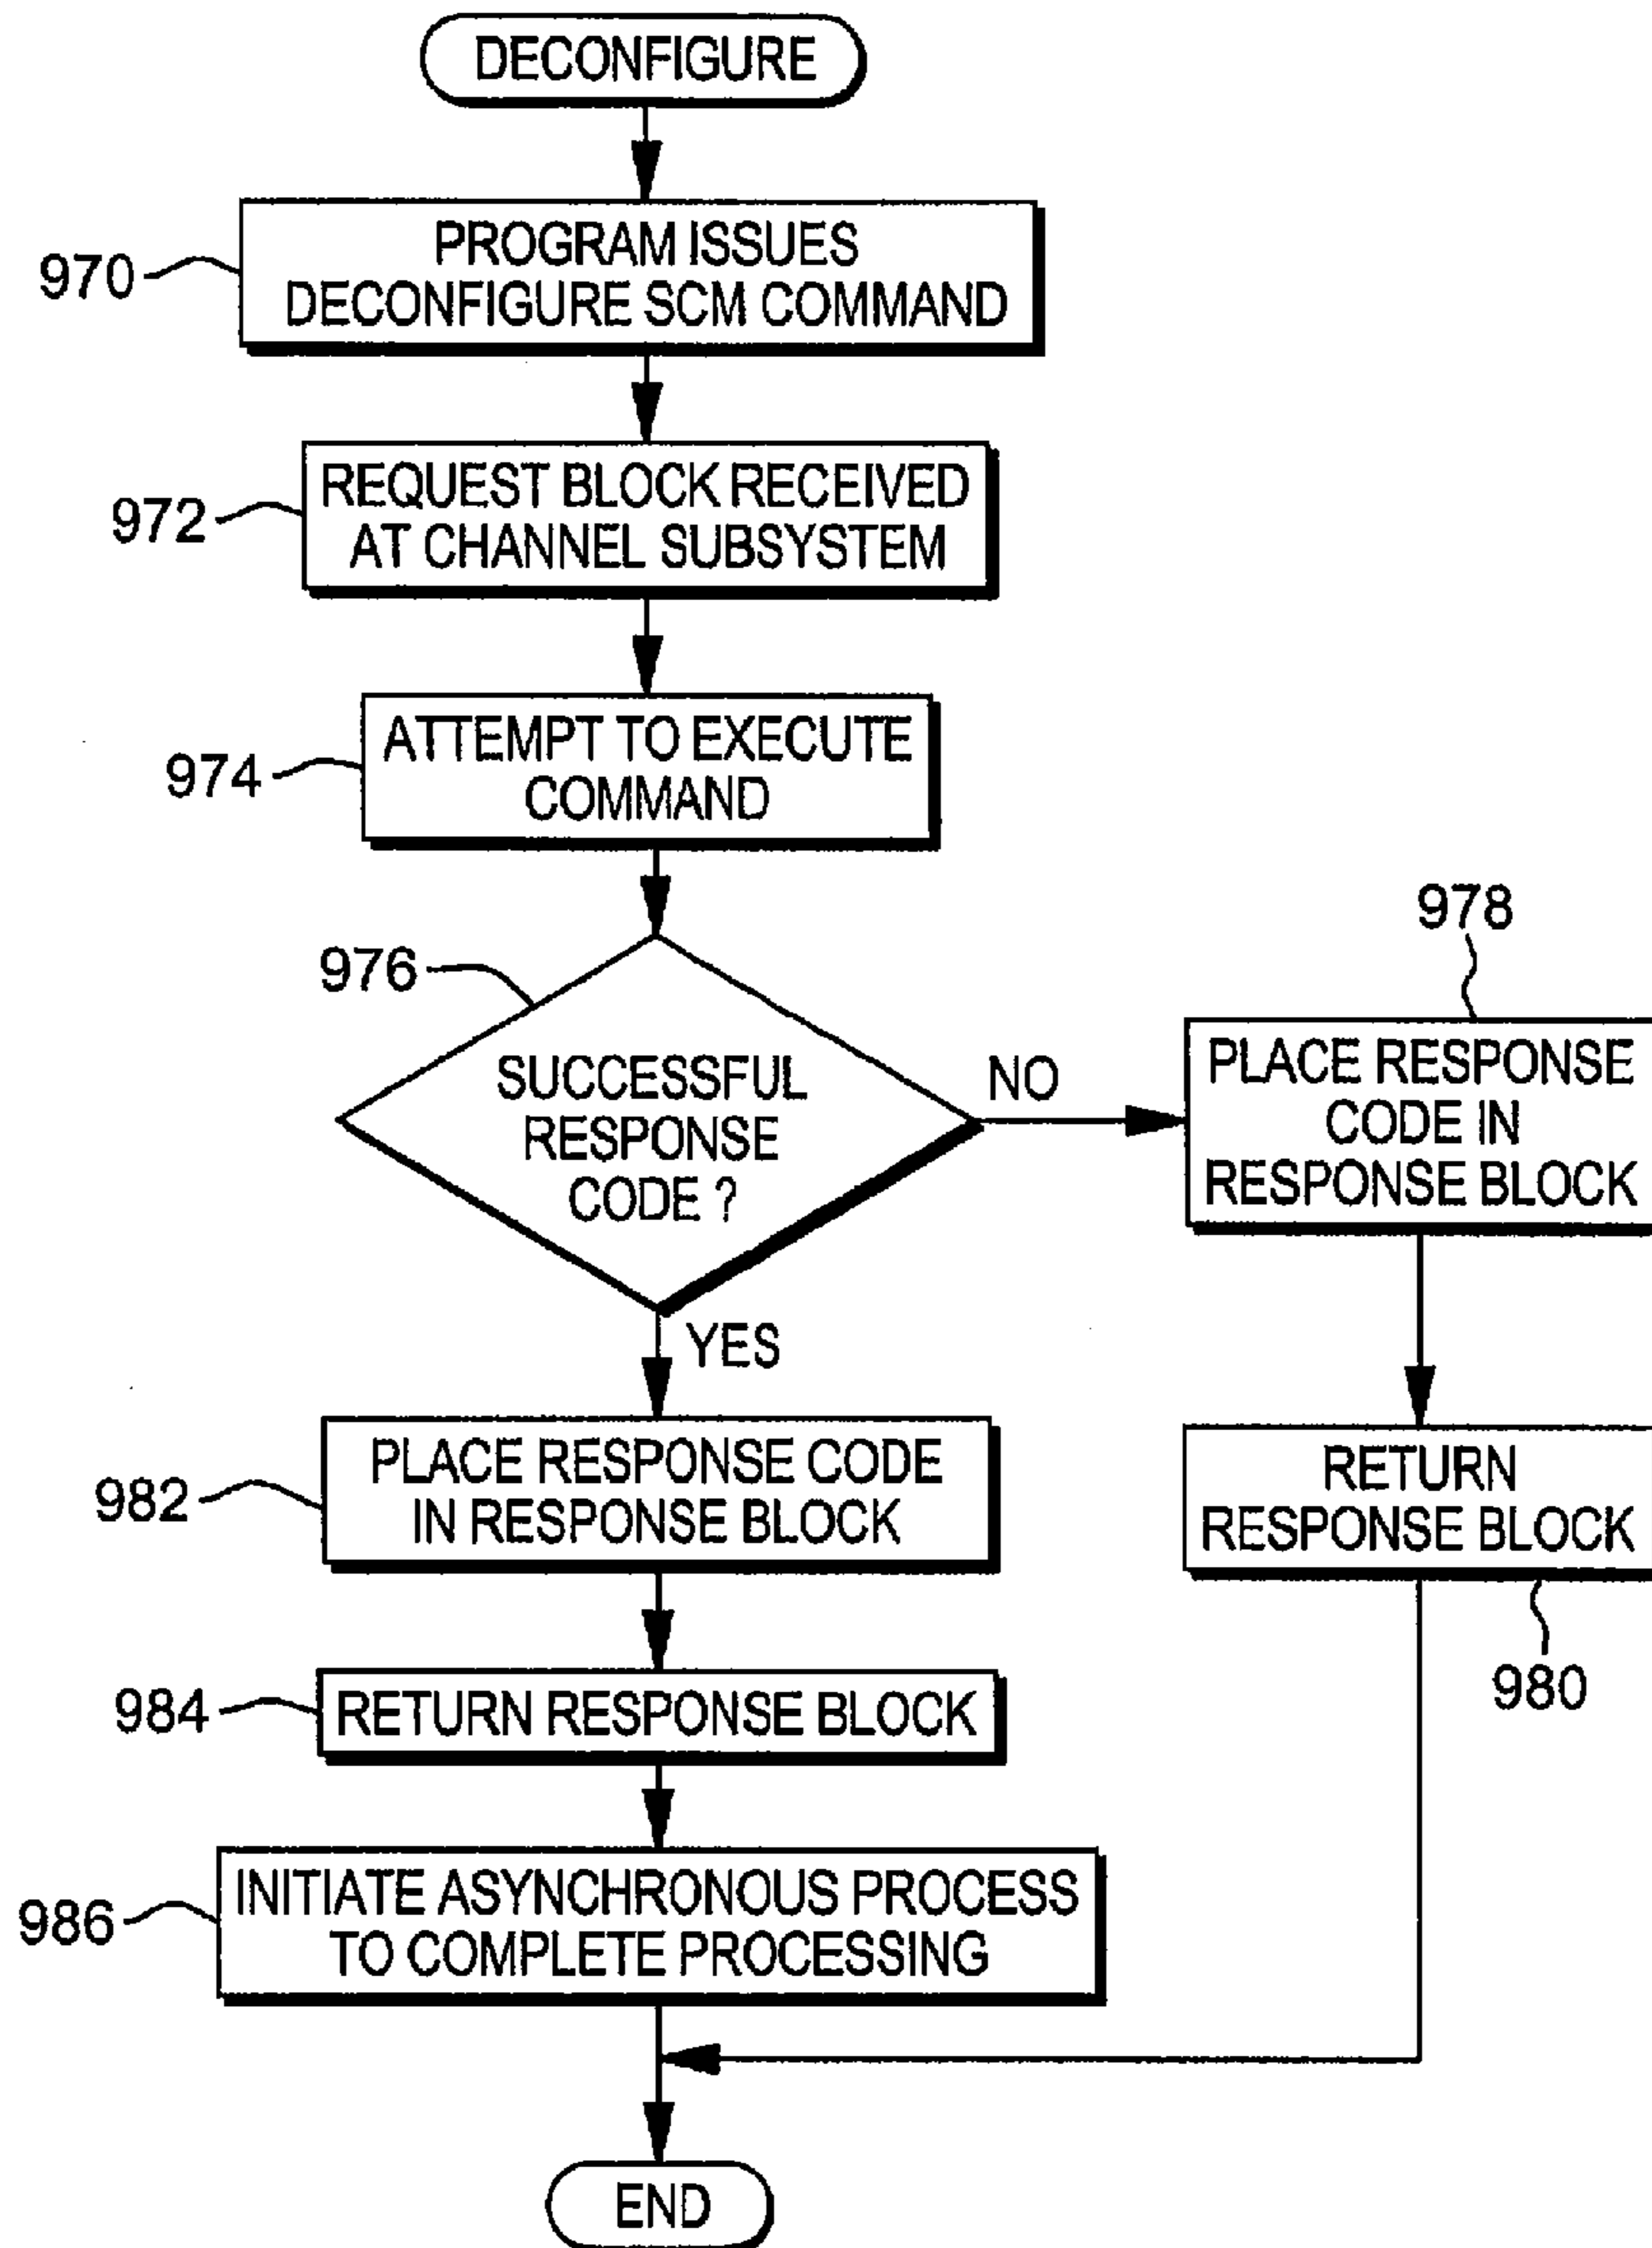 DECONFIGURE
970
PROGRAM ISSUES
DECONFIGURE SCM COMMAND
972
REQUEST BLOCK RECEIVED
AT CHANNEL SUBSYSTEM
974
ATTEMPT TO EXECUTE
COMMAND
976
SUCCESSFUL
RESPONSE
CODE ?
NO
978
PLACE RESPONSE
CODE IN
RESPONSE BLOCK
RETURN
RESPONSE BLOCK
980
YES
982
PLACE RESPONSE CODE
IN RESPONSE BLOCK
984
RETURN RESPONSE BLOCK
986
INITIATE ASYNCHRONOUS PROCESS
TO COMPLETE PROCESSING
END